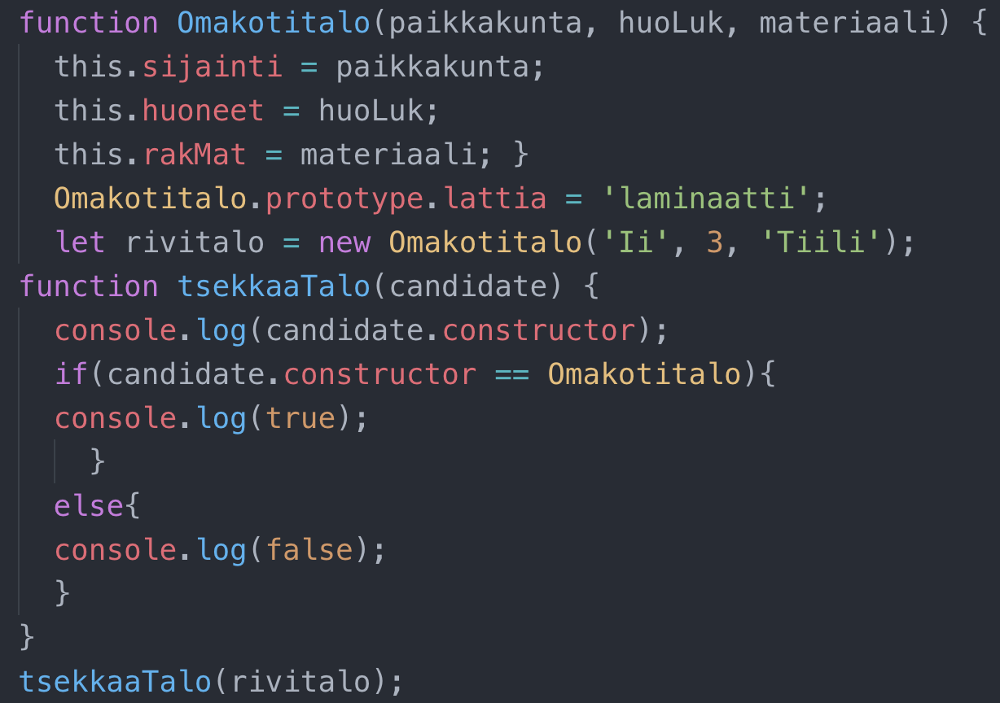 function Omakotitalo(paikkakunta, huoLuk, materiaali) {
  this.sijainti = paikkakunta;
  this.huoneet = huoLuk;
  this.rakMat = materiaali; }
  Omakotitalo.prototype.lattia = 'laminaatti';
  let rivitalo = new Omakotitalo('Ii', 3, 'Tiili');
function tsekkaaTalo(candidate) {
  console.log(candidate.constructor);
  if(candidate.constructor == Omakotitalo){
  console.log(true);
    }
  else{
  console.log(false);
  }
}
tsekkaaTalo(rivitalo);